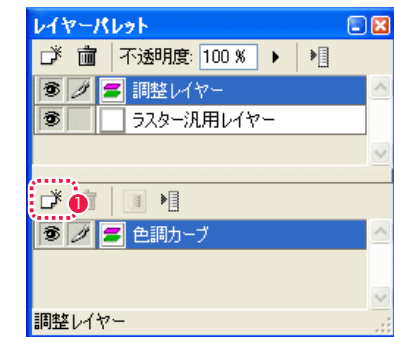 レイヤーパレット
不透明度: 100 %
調整レイヤー
ラスター汎用レイヤー
1
色調カーブ
調整レイヤー